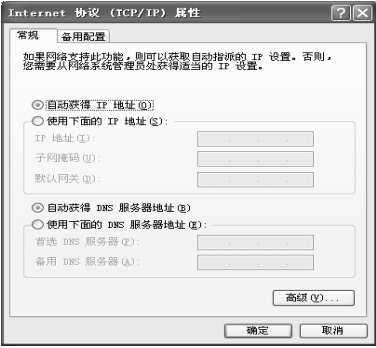 Internet 协议 (TCP/IP) 属性
常规
备用配置
如果网络支持此功能，则可以获取自动指派的 IP 设置。否则，
您需要从网络系统管理员处获得适当的 IP 设置。
自动获得 IP 地址(O)
使用下面的 IP 地址(S):
IP 地址(I):
子网掩码(U):
默认网关(D):
自动获得 DNS 服务器地址(B)
使用下面的 DNS 服务器地址(E):
首选 DNS 服务器(P):
备用 DNS 服务器(A):
高级(V)...
确定
取消